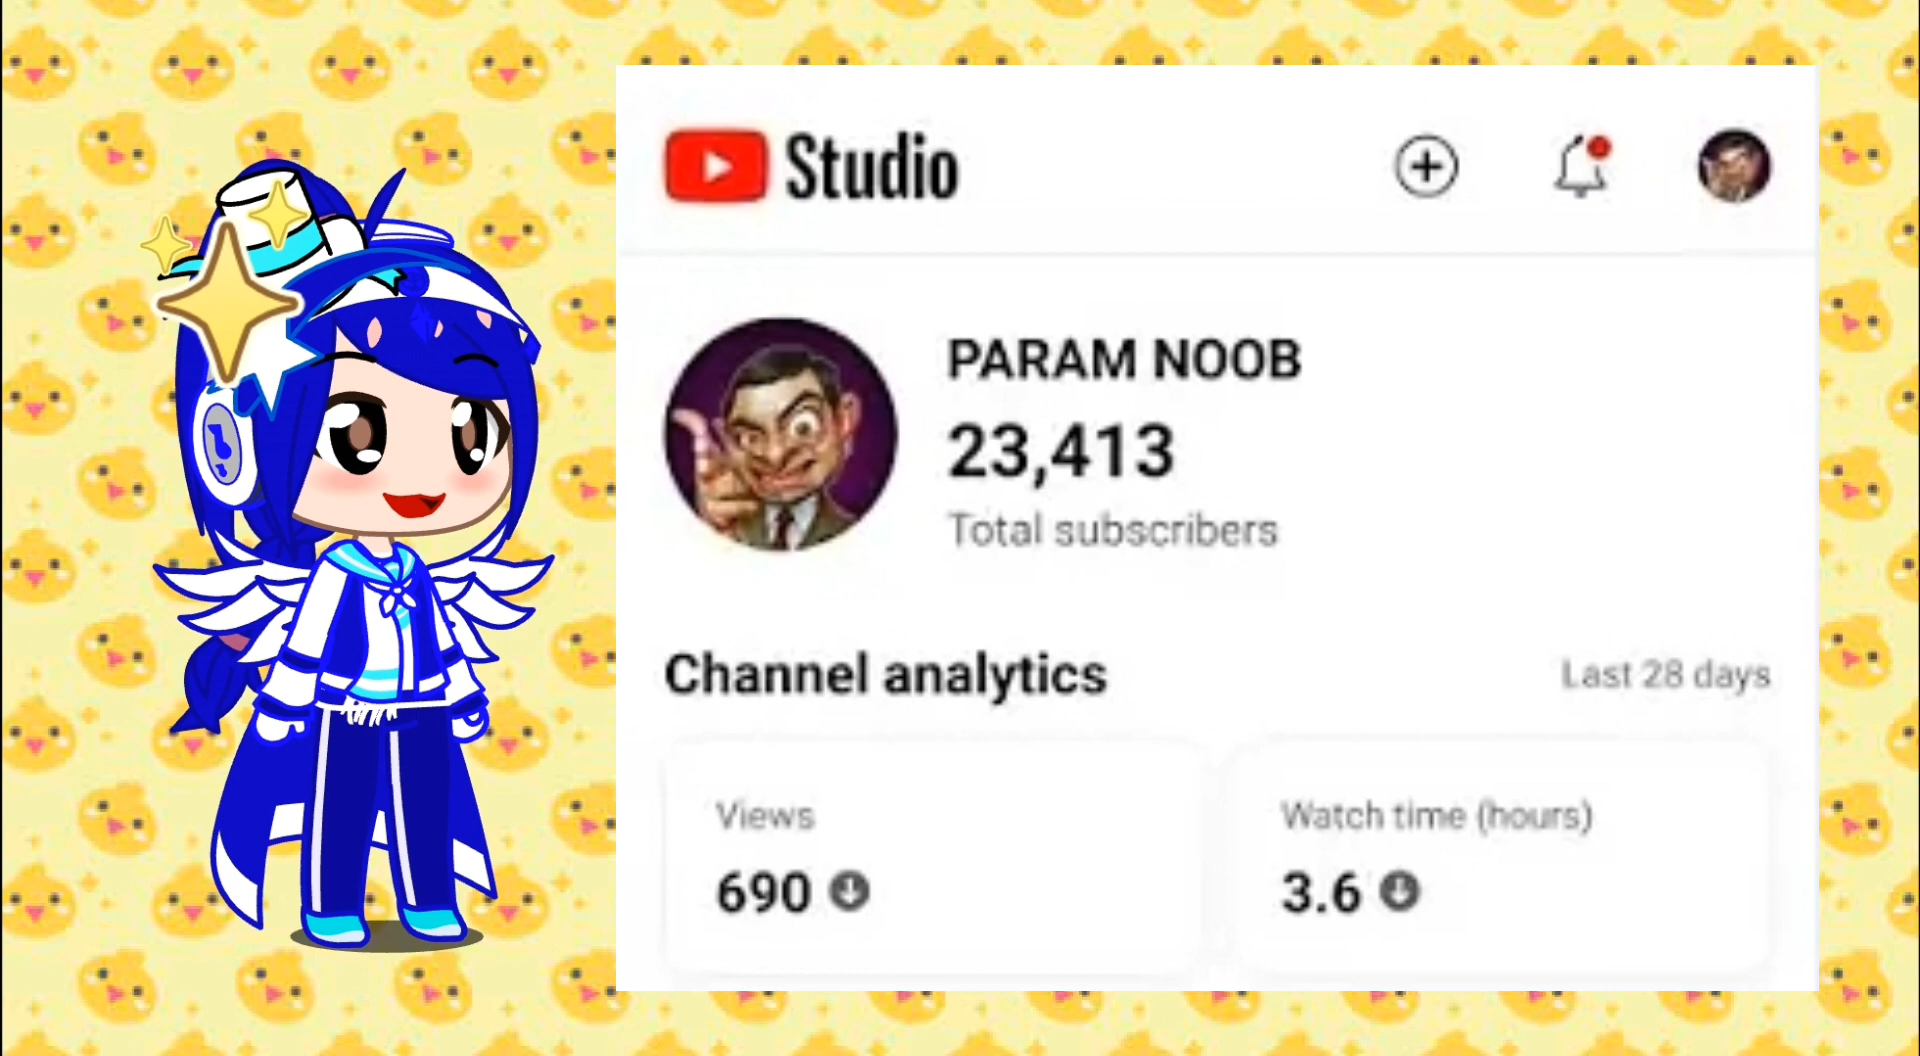 Studio
PARAM NOOB
23,413
Total subscribers
Channel analytics
Last 28 days
Views
Watch time (hours)
690
3.6